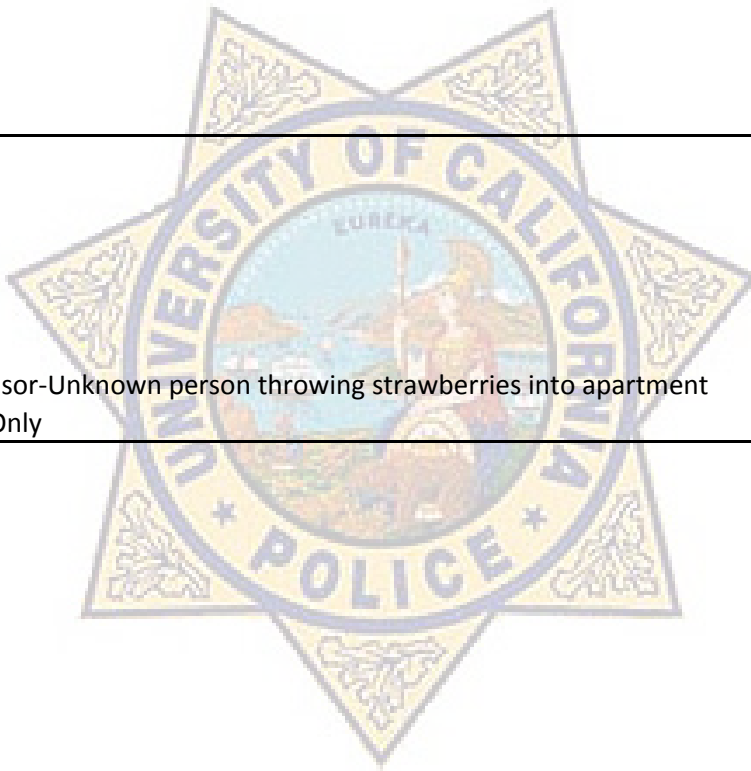 UNIVERSITY OF CALIFORNIA
EUREKA
sor-Unknown person throwing strawberries into apartment
Only
POLICE